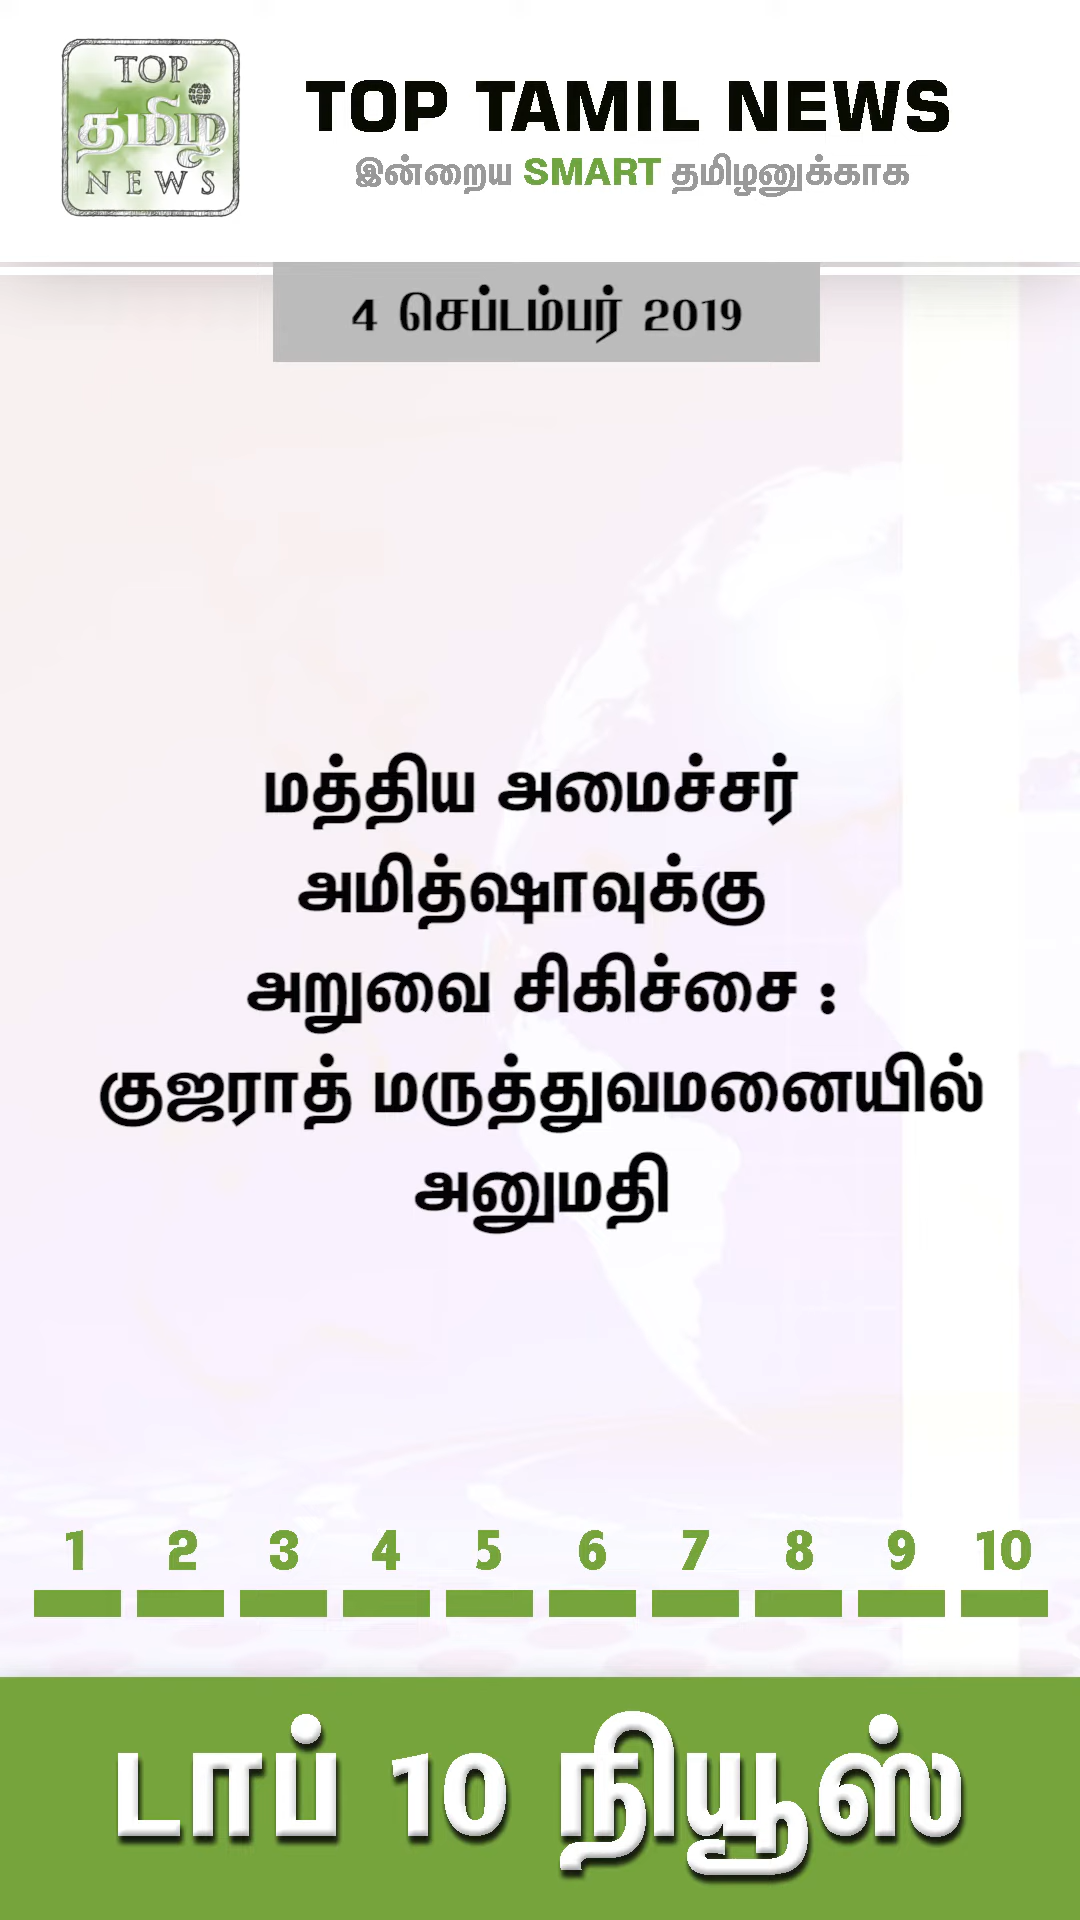 TOP
தமிழ்
NEWS
TOP TAMIL NEWS
இன்றைய SMART தமிழனுக்காக
4 செப்டம்பர் 2019
மத்திய அமைச்சர்
அமித்ஷாவுக்கு
அறுவை சிகிச்சை :
குஜராத் மருத்துவமனையில்
அனுமதி
1 2 3 4 5 6 7 8 9 10
டாப் 10 நியூஸ்